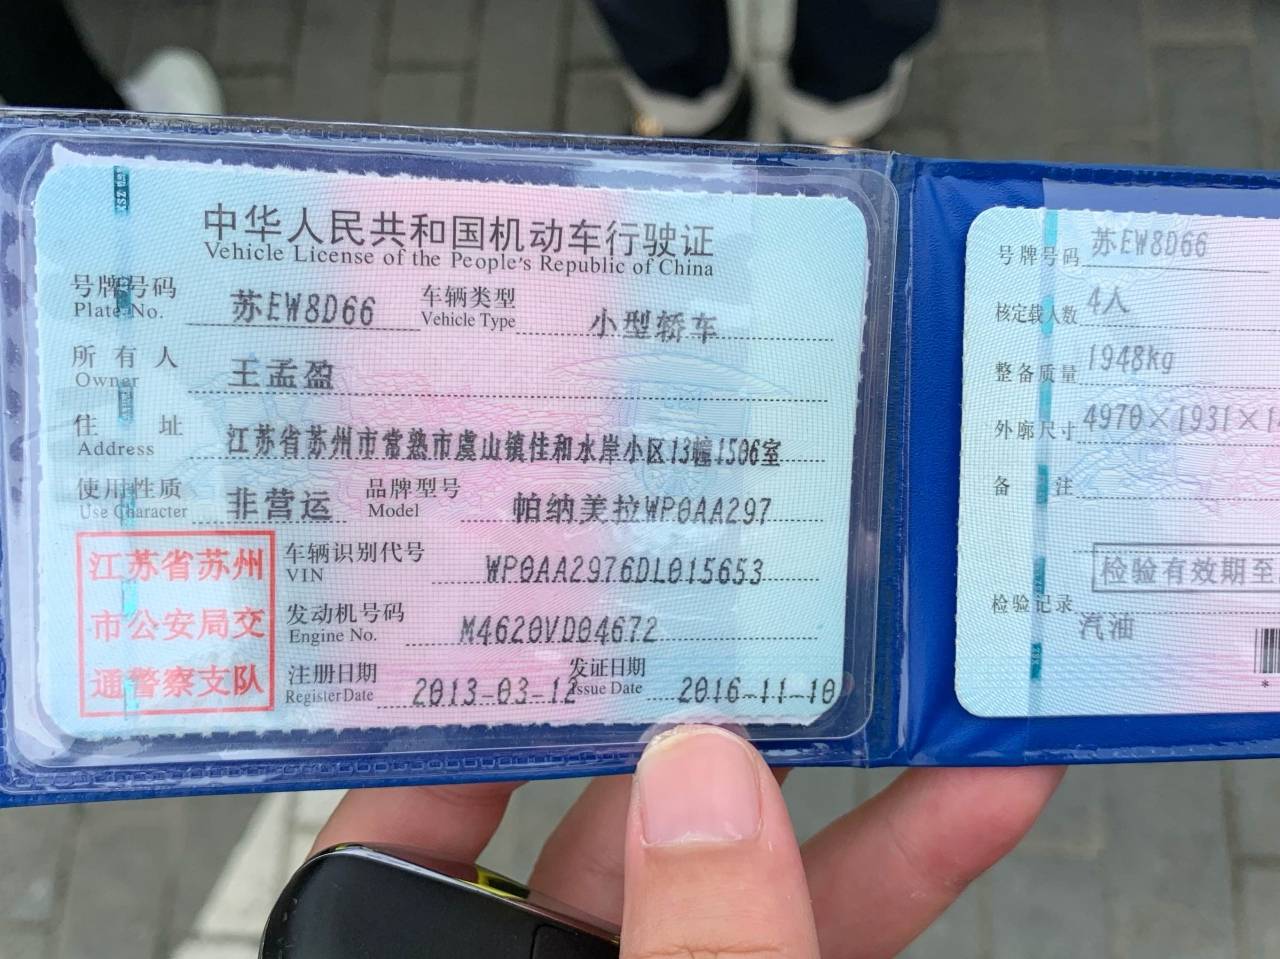 中华人民共和国机动车行驶证
Vehicle License of the People's Republic of China
号牌号码 苏EW8D66 车辆类型 小型轿车
Plate No. Vehicle Type
所有人 王孟盈
Owner
住址 江苏省苏州市常熟市虞山镇佳和水岸小区13幢1506室
Address
使用性质 非营运 品牌型号 帕纳美拉WP0AA297
Use Character Model
车辆识别代号 WP0AA2976DL015653
VIN
发动机号码 M4620VD04672
Engine No.
注册日期 2013-03-12 发证日期 2016-11-10
Register Date Issue Date
江苏省苏州
市公安局交
通警察支队
号牌号码 苏EW8D66
核定载人数 4人
整备质量 1948kg
外廓尺寸 4970×1931×1
备注
检验有效期至
检验记录
汽油
*